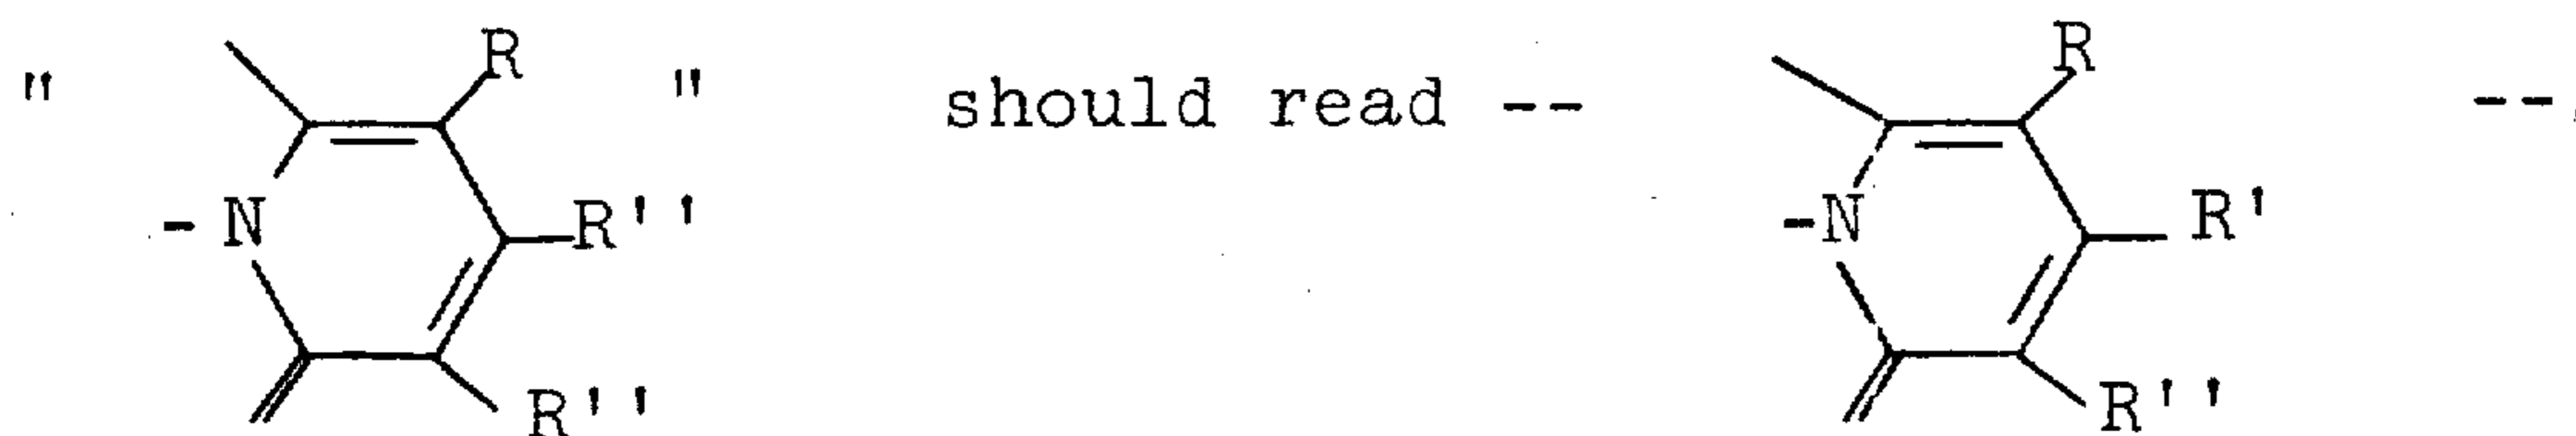 R R
" " should read -- --
-N R'' -N R'
R'' R''